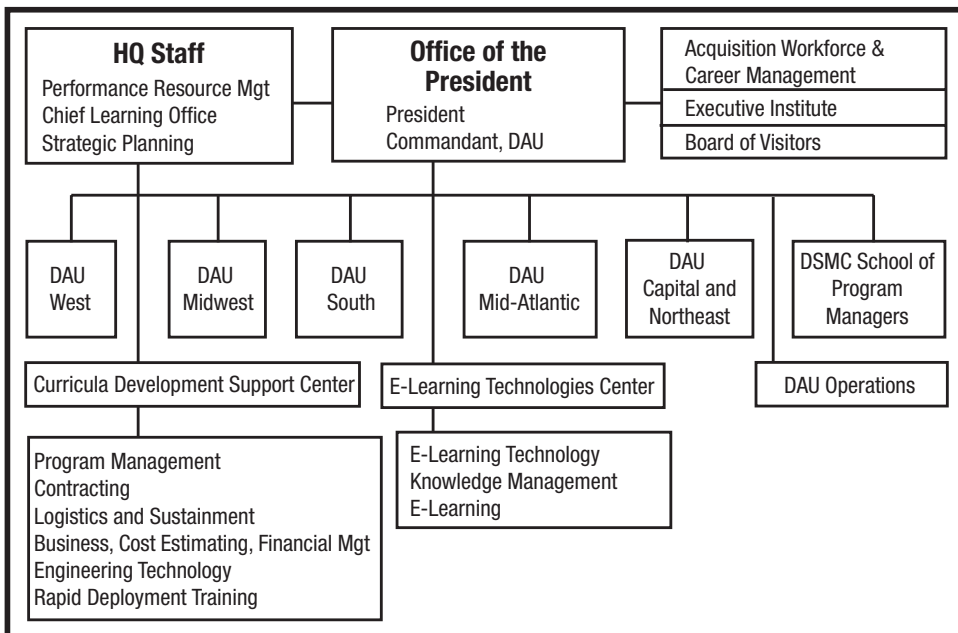 HQ Staff
Performance Resource Mgt
Chief Learning Office
Strategic Planning
Office of the
President
President
Commandant, DAU
Acquisition Workforce &
Career Management
Executive Institute
Board of Visitors
DAU
West
DAU
Midwest
DAU
South
DAU
Mid-Atlantic
DAU
Capital and
Northeast
DSMC School of
Program
Managers
Curricula Development Support Center
E-Learning Technologies Center
DAU Operations
Program Management
Contracting
Logistics and Sustainment
Business, Cost Estimating, Financial Mgt
Engineering Technology
Rapid Deployment Training
E-Learning Technology
Knowledge Management
E-Learning